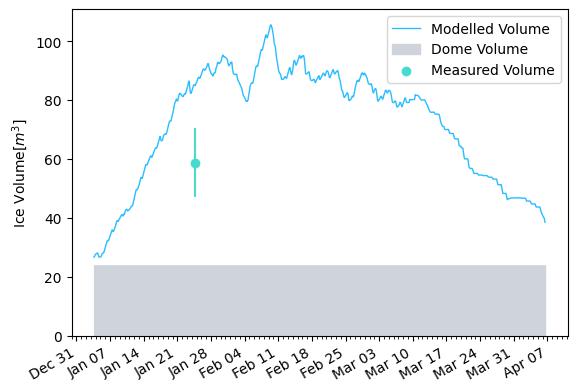 Modelled Volume
Dome Volume
Measured Volume
Ice Volume[m³]
100
80
60
40
20
0
Dec 31
Jan 07
Jan 14
Jan 21
Jan 28
Feb 04
Feb 11
Feb 18
Feb 25
Mar 03
Mar 10
Mar 17
Mar 24
Mar 31
Apr 07